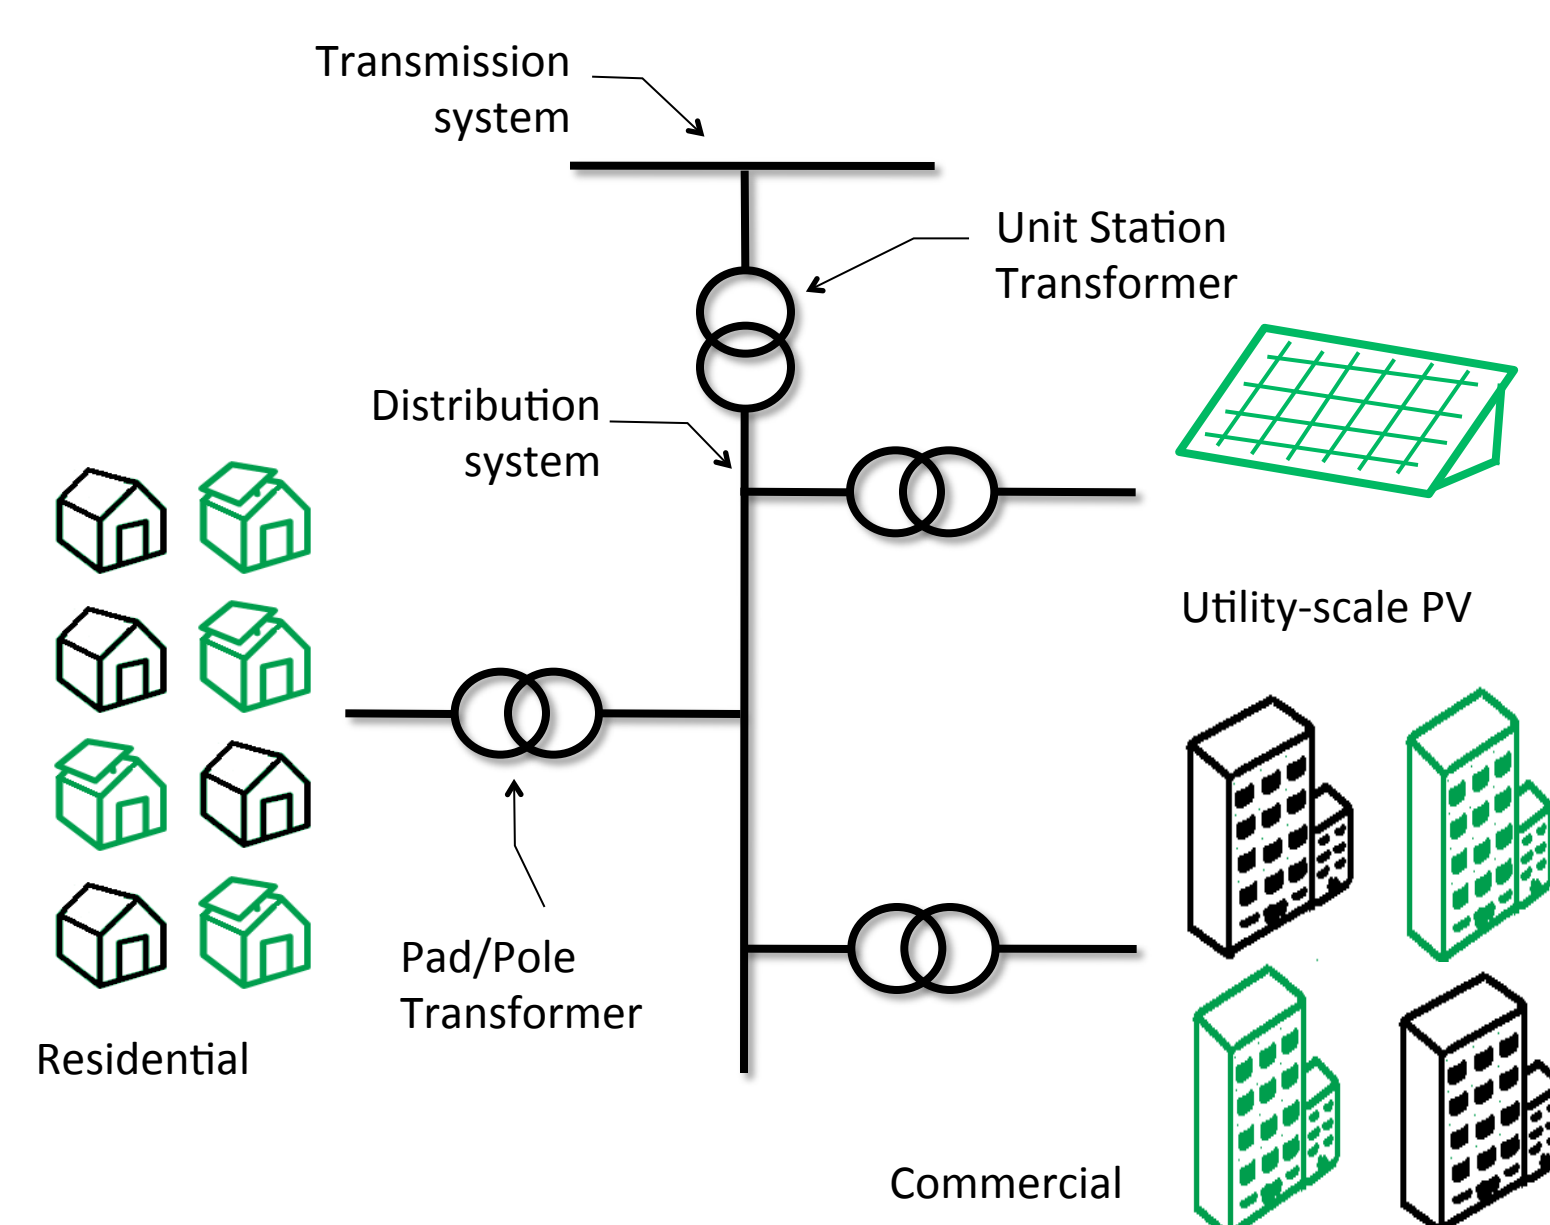 Transmission
system
Unit Station
Transformer
Distribution
system
Utility-scale PV
Pad/Pole
Transformer
Residential
Commercial